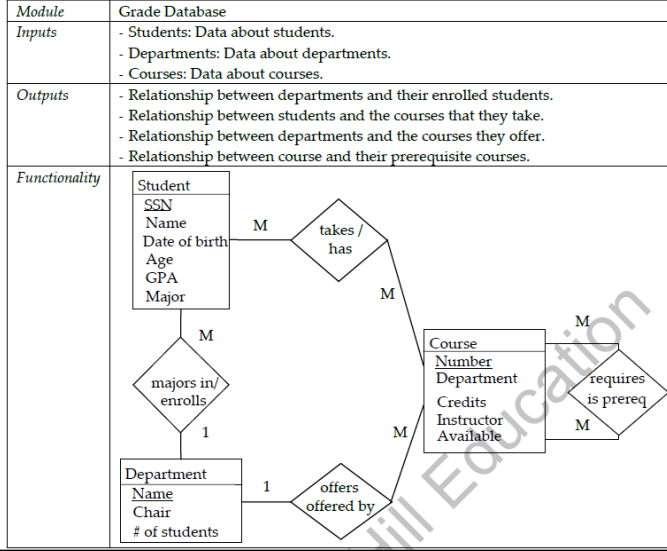 Module Grade Database
Inputs - Students: Data about students.
- Departments: Data about departments.
- Courses: Data about courses.
Outputs - Relationship between departments and their enrolled students.
- Relationship between students and the courses that they take.
- Relationship between departments and the courses they offer.
- Relationship between course and their prerequisite courses.
Functionality
Student
SSN
Name
Date of birth
Age
GPA
Major
M
takes /
has
M
M
majors in/
enrolls
1
Course
Number
Department
Credits
Instructor
Available
M
requires
is prereq
M
M
Department
Name
Chair
# of students
1
offers
offered by
Education